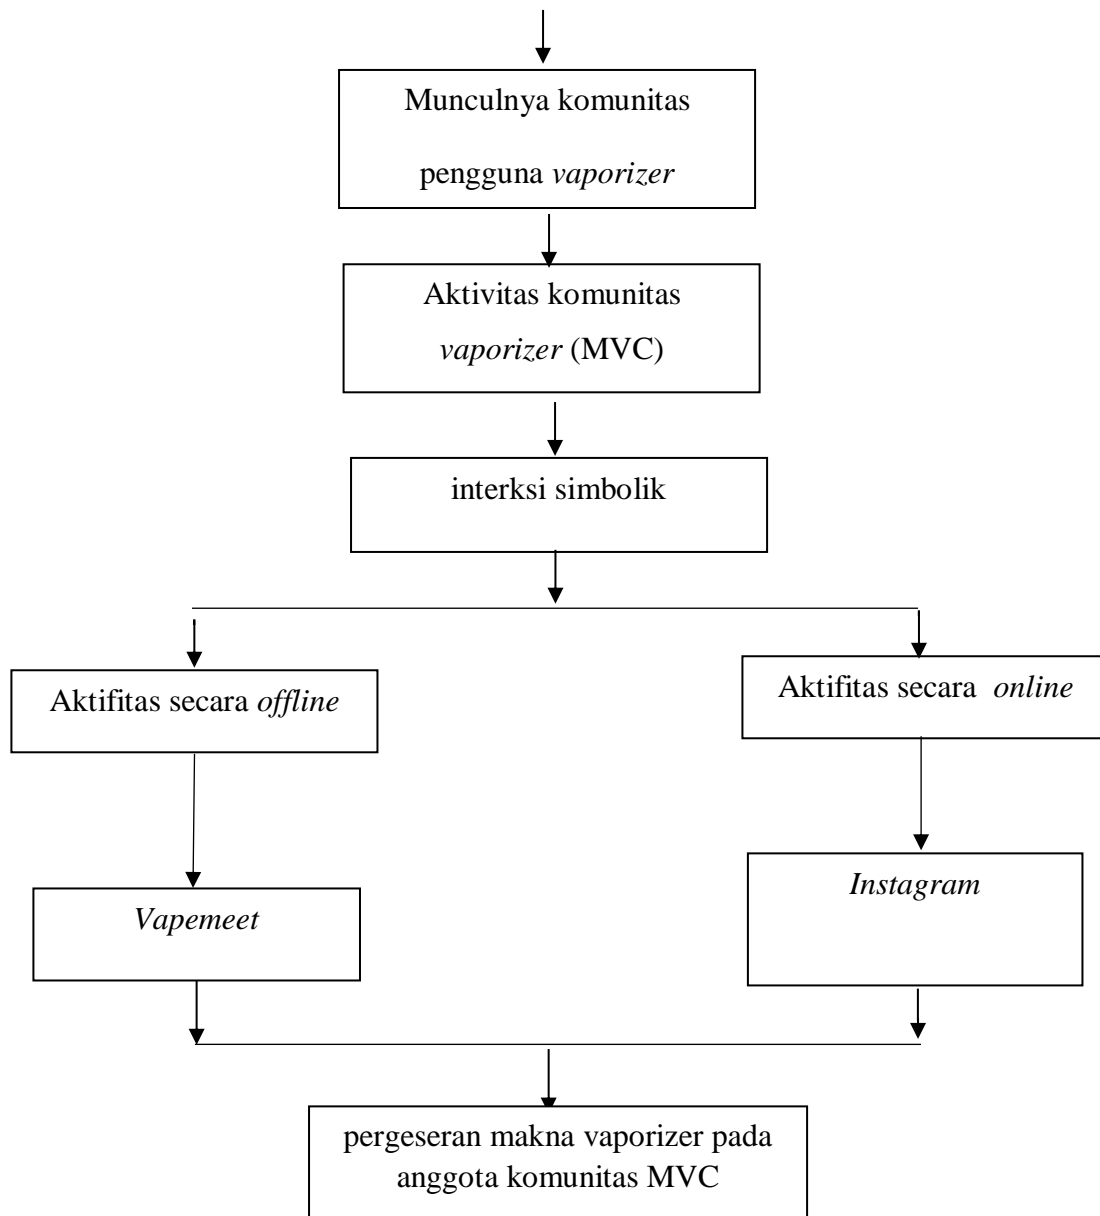 Munculnya komunitas
pengguna vaporizer
Aktivitas komunitas
vaporizer (MVC)
interksi simbolik
Aktifitas secara offline
Aktifitas secara online
Vapemeet
Instagram
pergeseran makna vaporizer pada
anggota komunitas MVC